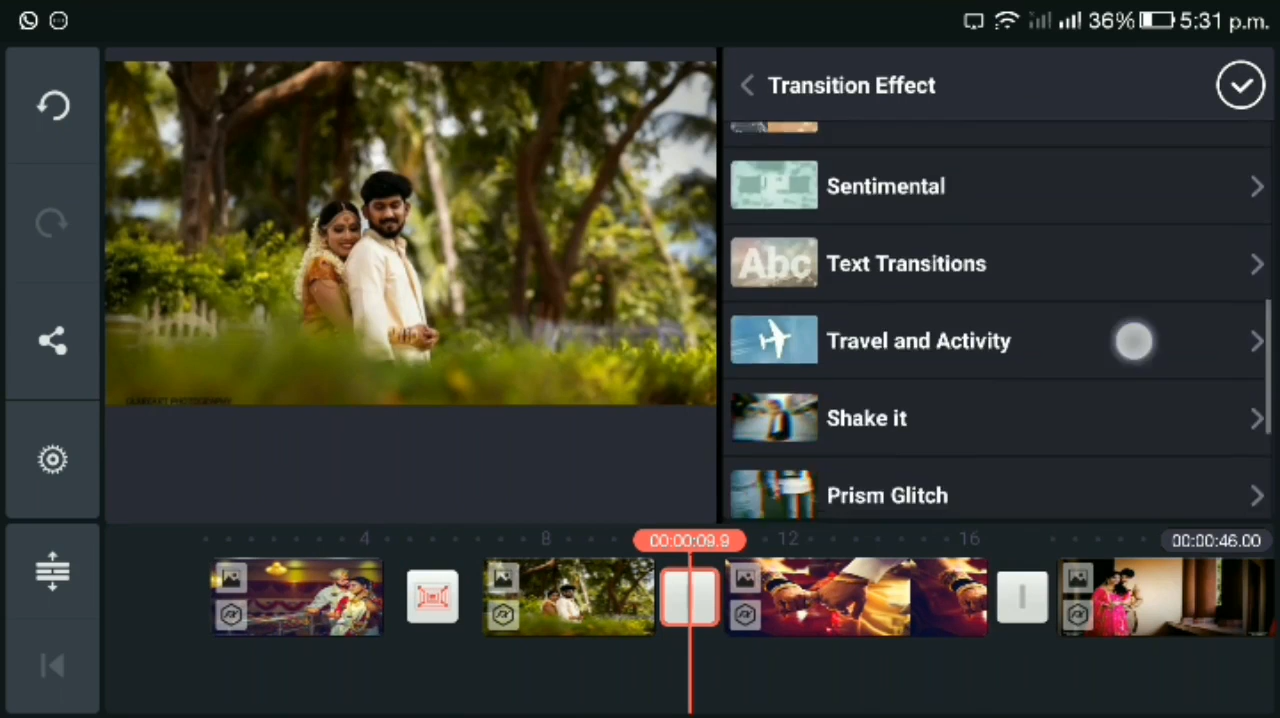 36% 5:31 p.m.
Transition Effect
Sentimental
Abc Text Transitions
Travel and Activity
Shake it
Prism Glitch
4 8 00:00:09.9 12 16 00:00:46.00